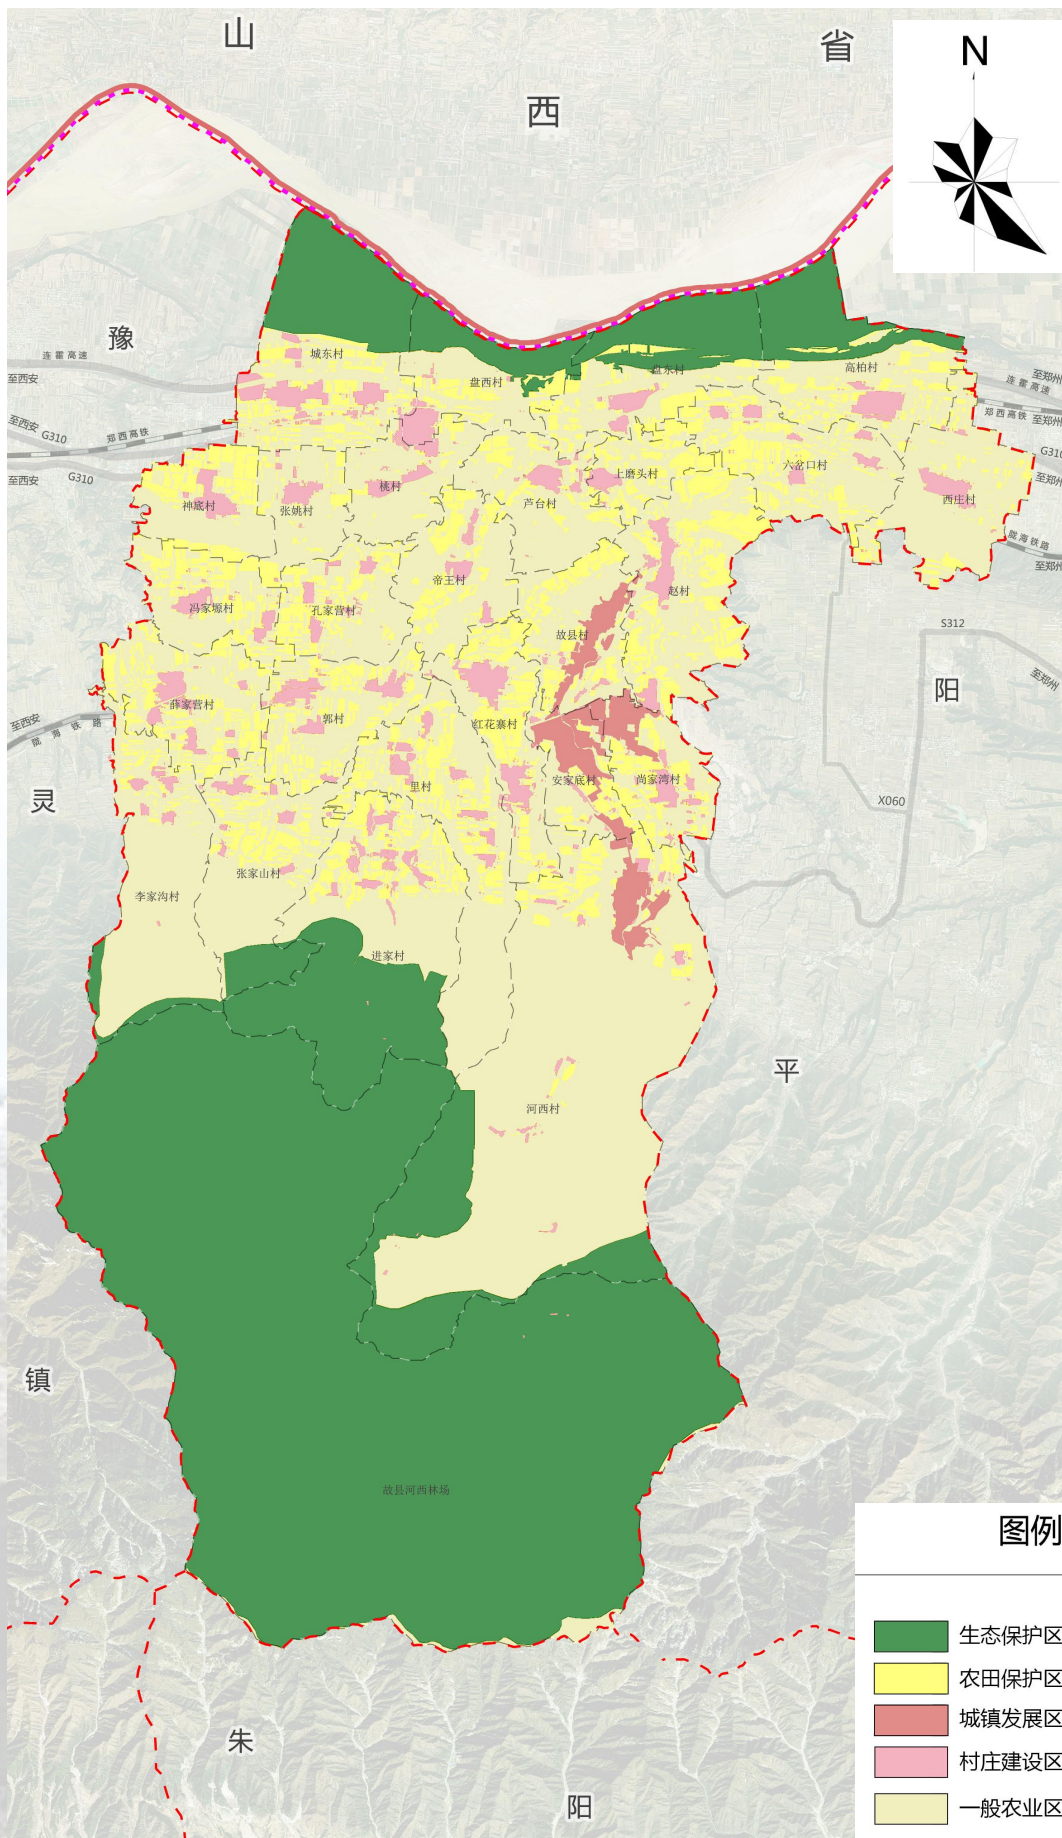 山
省
西
N
豫
连霍高速
至西安
至西安
G310
郑西高铁
至西安
G310
城东村
盘西村
盘东村
高柏村
至郑州
连霍高速
郑西高铁
至郑州
G310
至郑州
陇海铁路
至郑州
神底村
张姚村
桃村
芦台村
上磨头村
六岔口村
西庄村
帝王村
赵村
冯家塬村
孔家营村
故县村
S312
至郑州
阳
薛家营村
郭村
红花寨村
至西安
陇海铁路
安家底村
尚家湾村
里村
灵
X060
张家山村
李家沟村
进家村
平
河西村
镇
故县河西林场
图例
生态保护区
农田保护区
城镇发展区
村庄建设区
一般农业区
朱
阳